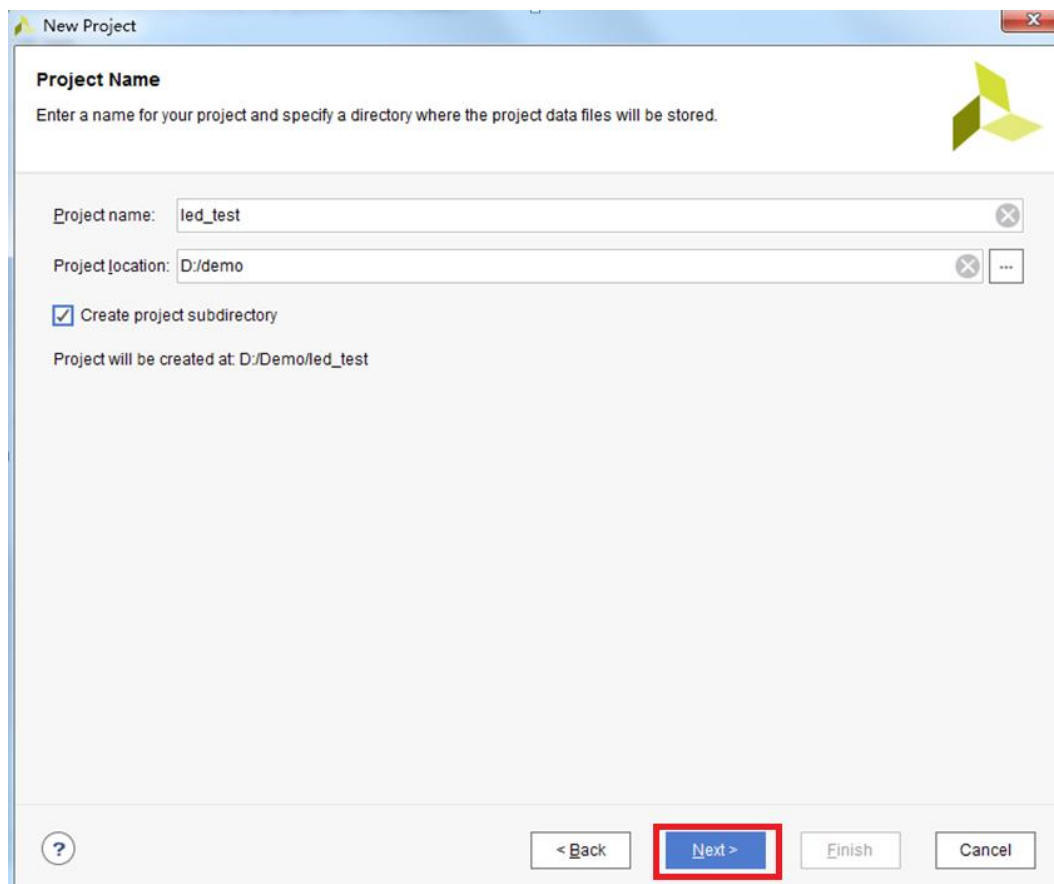 New Project
Project Name
Enter a name for your project and specify a directory where the project data files will be stored.
Project name: led_test
Project location: D:/demo ...
Create project subdirectory
Project will be created at: D:/Demo/led_test
? < Back Next > Finish Cancel